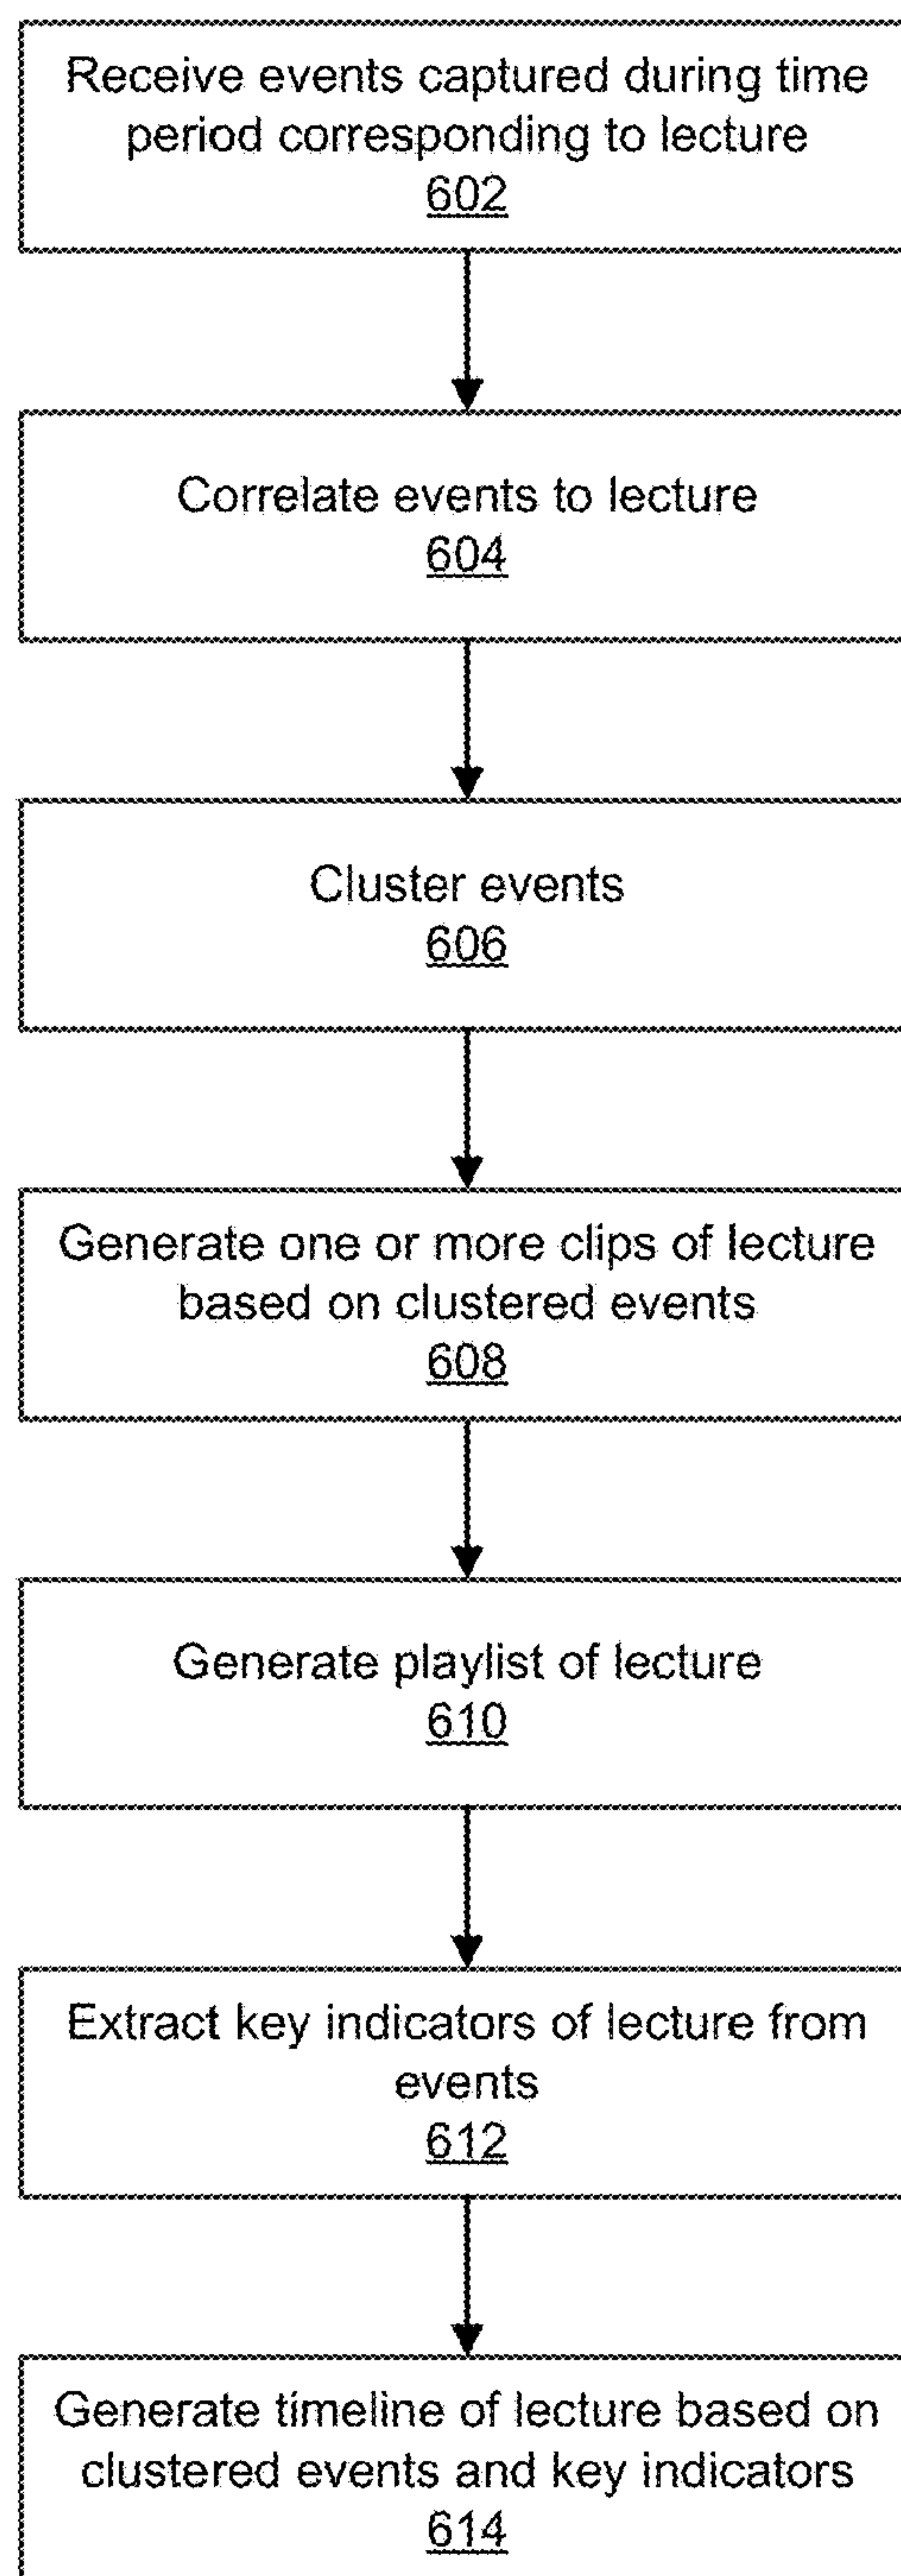 Receive events captured during time
period corresponding to lecture
602
Correlate events to lecture
604
Cluster events
606
Generate one or more clips of lecture
based on clustered events
608
Generate playlist of lecture
610
Extract key indicators of lecture from
events
612
Generate timeline of lecture based on
clustered events and key indicators
614